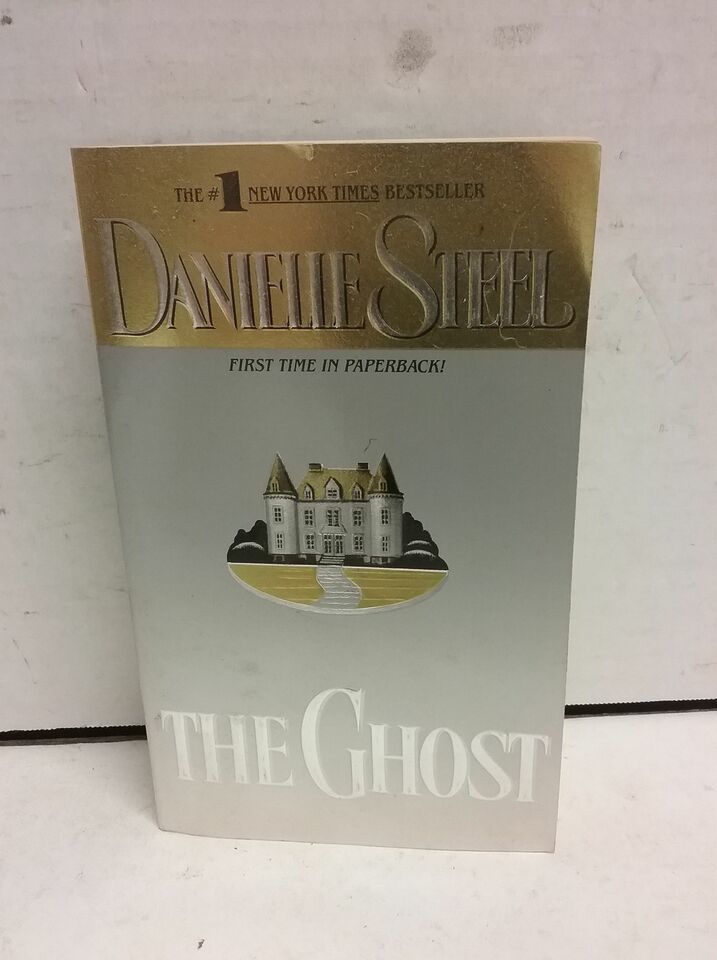 THE #1 NEW YORK TIMES BESTSELLER
DANIELLE STEEL
FIRST TIME IN PAPERBACK!
THE GHOST